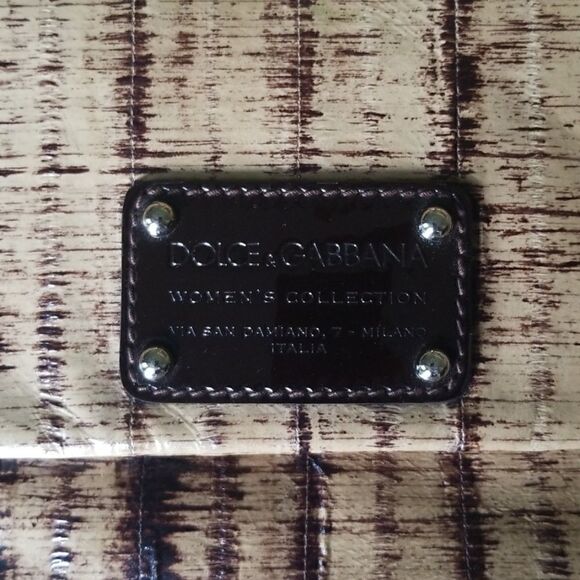 DOLCE&GABBANA
WOMEN'S COLLECTION
VIA SAN DAMIANO, 7 - MILANO
ITALIA